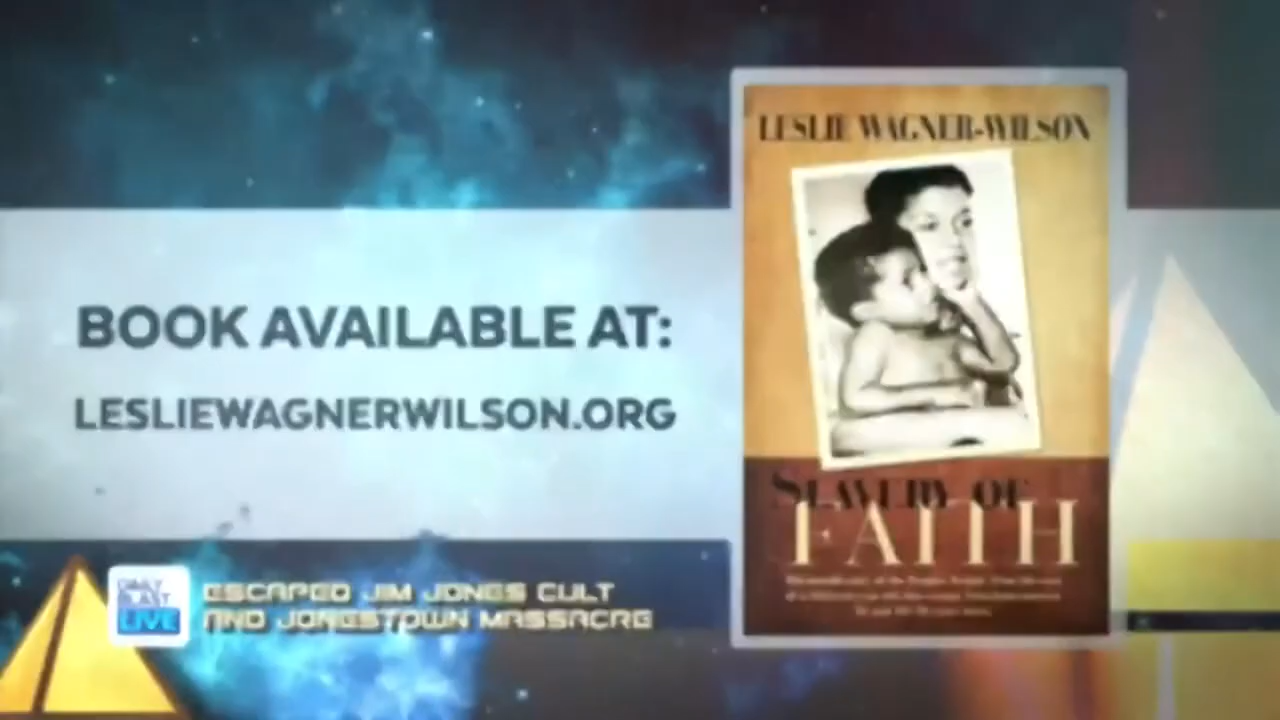 LESLIE WAGNER-WILSON
BOOK AVAILABLE AT:
LESLIEWAGNERWILSON.ORG
SLAVERY OF
FAITH
DAILY
BLAST
LIVE
ESCAPED JIM JONES CULT
AND JONESTOWN MASSACRE